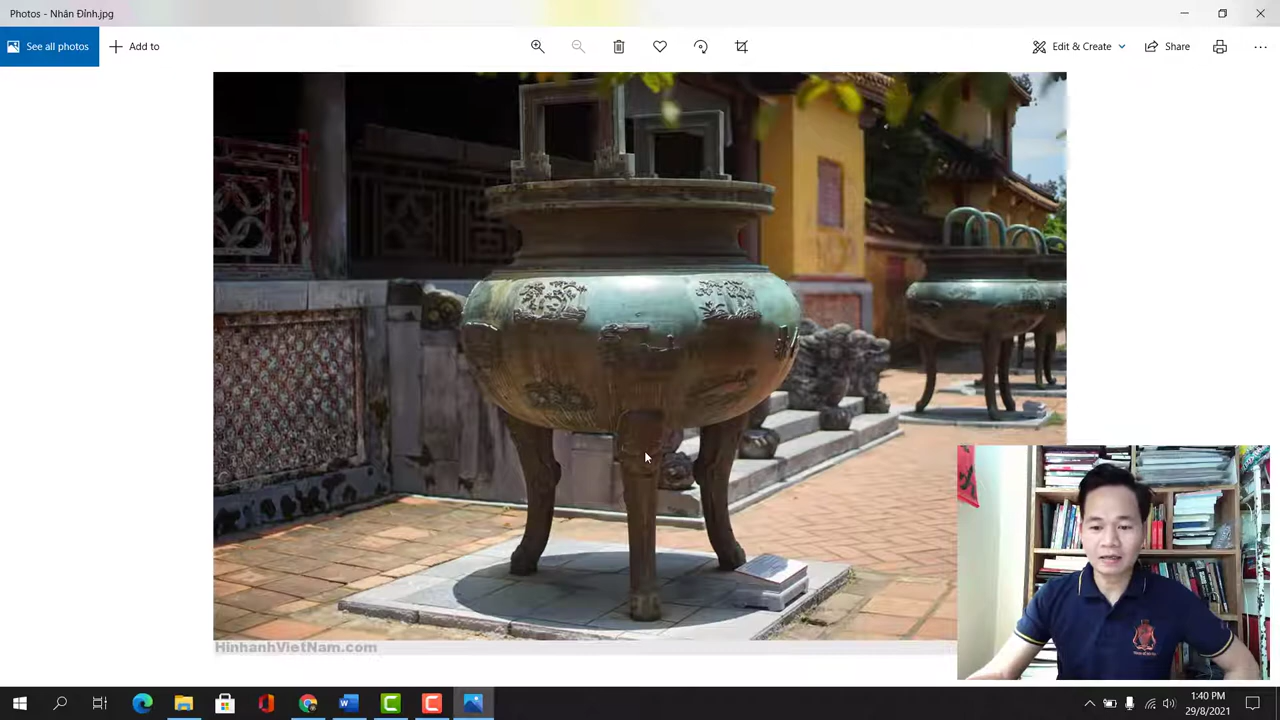 Photos - Nhân Đỉnh.jpg
See all photos
Add to
Edit & Create
Share
HinhanhVietNam.com
1:40 PM
29/8/2021